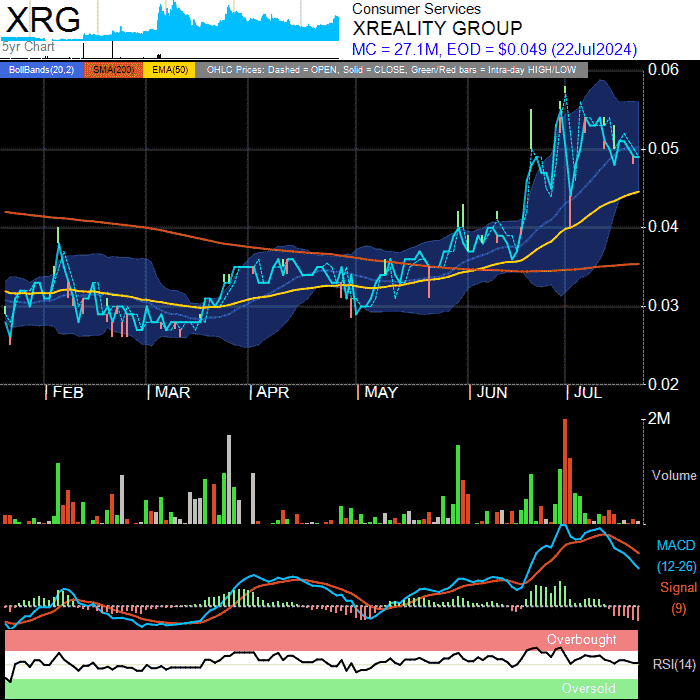 XRG
Consumer Services
XREALITY GROUP
MC = 27.1M, EOD = $0.049 (22Jul2024)
5yr Chart
BollBands(20,2) SMA(200) EMA(50) OHLC Prices: Dashed = OPEN, Solid = CLOSE, Green/Red bars = Intra-day HIGH/LOW
0.06
0.05
0.04
0.03
0.02
FEB MAR APR MAY JUN JUL
2M
Volume
MACD
(12-26)
Signal
(9)
Overbought
RSI(14)
Oversold